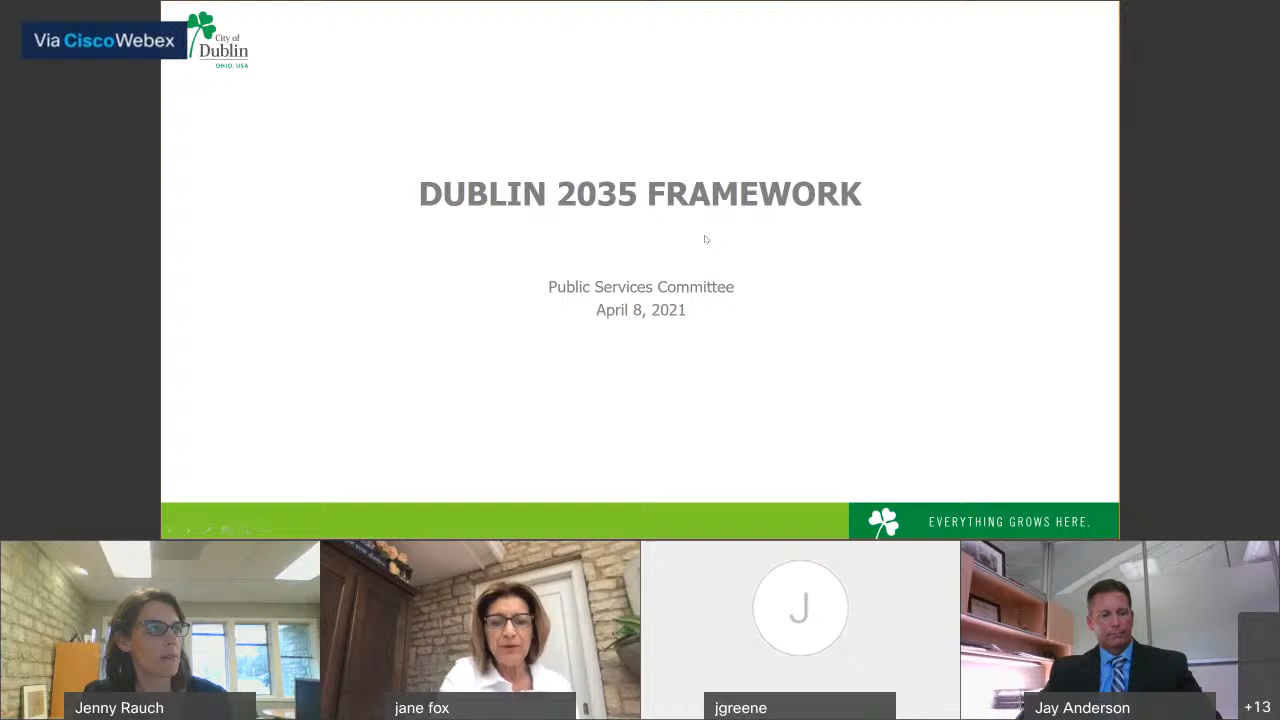 Via CiscoWebex
City of
Dublin
OHIO, USA
DUBLIN 2035 FRAMEWORK
Public Services Committee
April 8, 2021
EVERYTHING GROWS HERE.
J
Jenny Rauch
jane fox
jgreene
Jay Anderson
+13